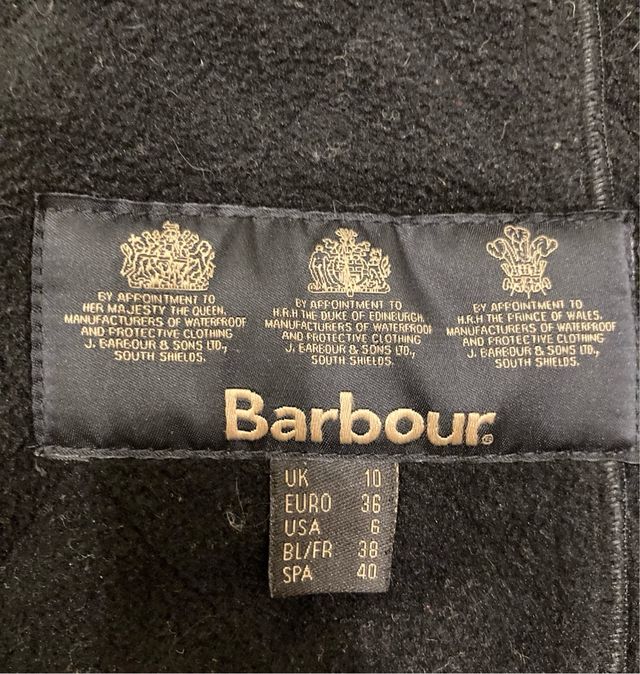 BY APPOINTMENT TO
HER MAJESTY THE QUEEN.
MANUFACTURERS OF WATERPROOF
AND PROTECTIVE CLOTHING
J. BARBOUR & SONS LTD.,
SOUTH SHIELDS.
BY APPOINTMENT TO
H.R.H. THE DUKE OF EDINBURGH.
MANUFACTURERS OF WATERPROOF
AND PROTECTIVE CLOTHING
J. BARBOUR & SONS LTD.,
SOUTH SHIELDS.
BY APPOINTMENT TO
H.R.H. THE PRINCE OF WALES.
MANUFACTURERS OF WATERPROOF
AND PROTECTIVE CLOTHING
J. BARBOUR & SONS LTD.,
SOUTH SHIELDS.
Barbour®
UK 10
EURO 36
USA 6
BL/FR 38
SPA 40